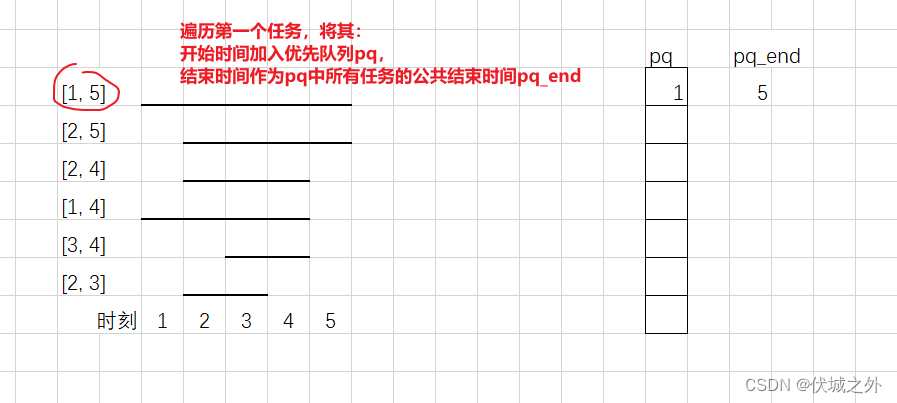 遍历第一个任务，将其：
开始时间加入优先队列pq，
结束时间作为pq中所有任务的公共结束时间pq_end
pq pq_end
[1, 5] 1 5
[2, 5]
[2, 4]
[1, 4]
[3, 4]
[2, 3]
时刻 1 2 3 4 5
CSDN @伏城之外